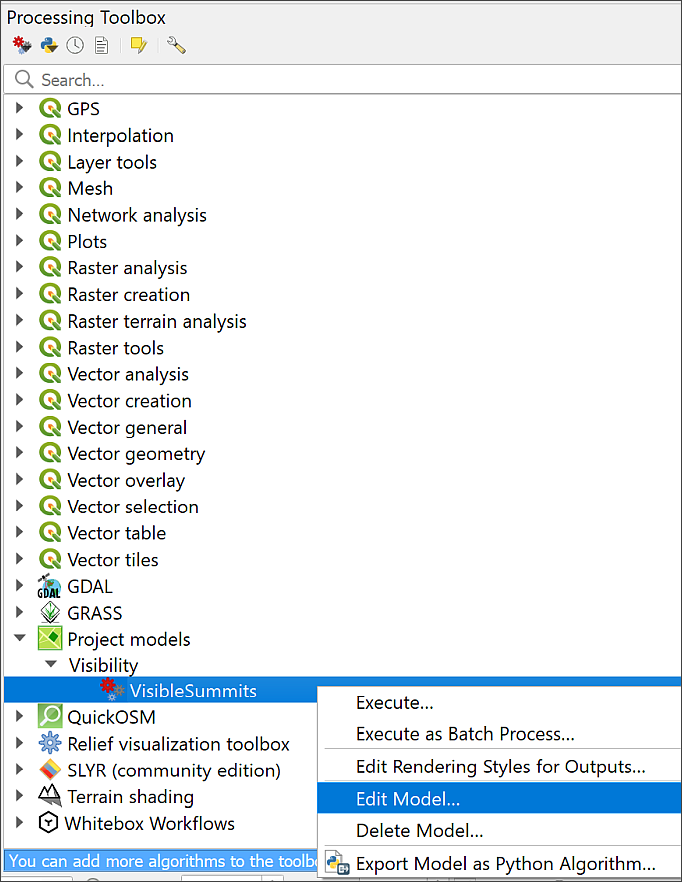 Processing Toolbox
Search...
GPS
Interpolation
Layer tools
Mesh
Network analysis
Plots
Raster analysis
Raster creation
Raster terrain analysis
Raster tools
Vector analysis
Vector creation
Vector general
Vector geometry
Vector overlay
Vector selection
Vector table
Vector tiles
GDAL GDAL
GRASS
Project models
Visibility
VisibleSummits
Execute...
Execute as Batch Process...
Edit Rendering Styles for Outputs...
Edit Model...
Delete Model...
Export Model as Python Algorithm...
QuickOSM
Relief visualization toolbox
SLYR (community edition)
Terrain shading
Whitebox Workflows
You can add more algorithms to the toolbo